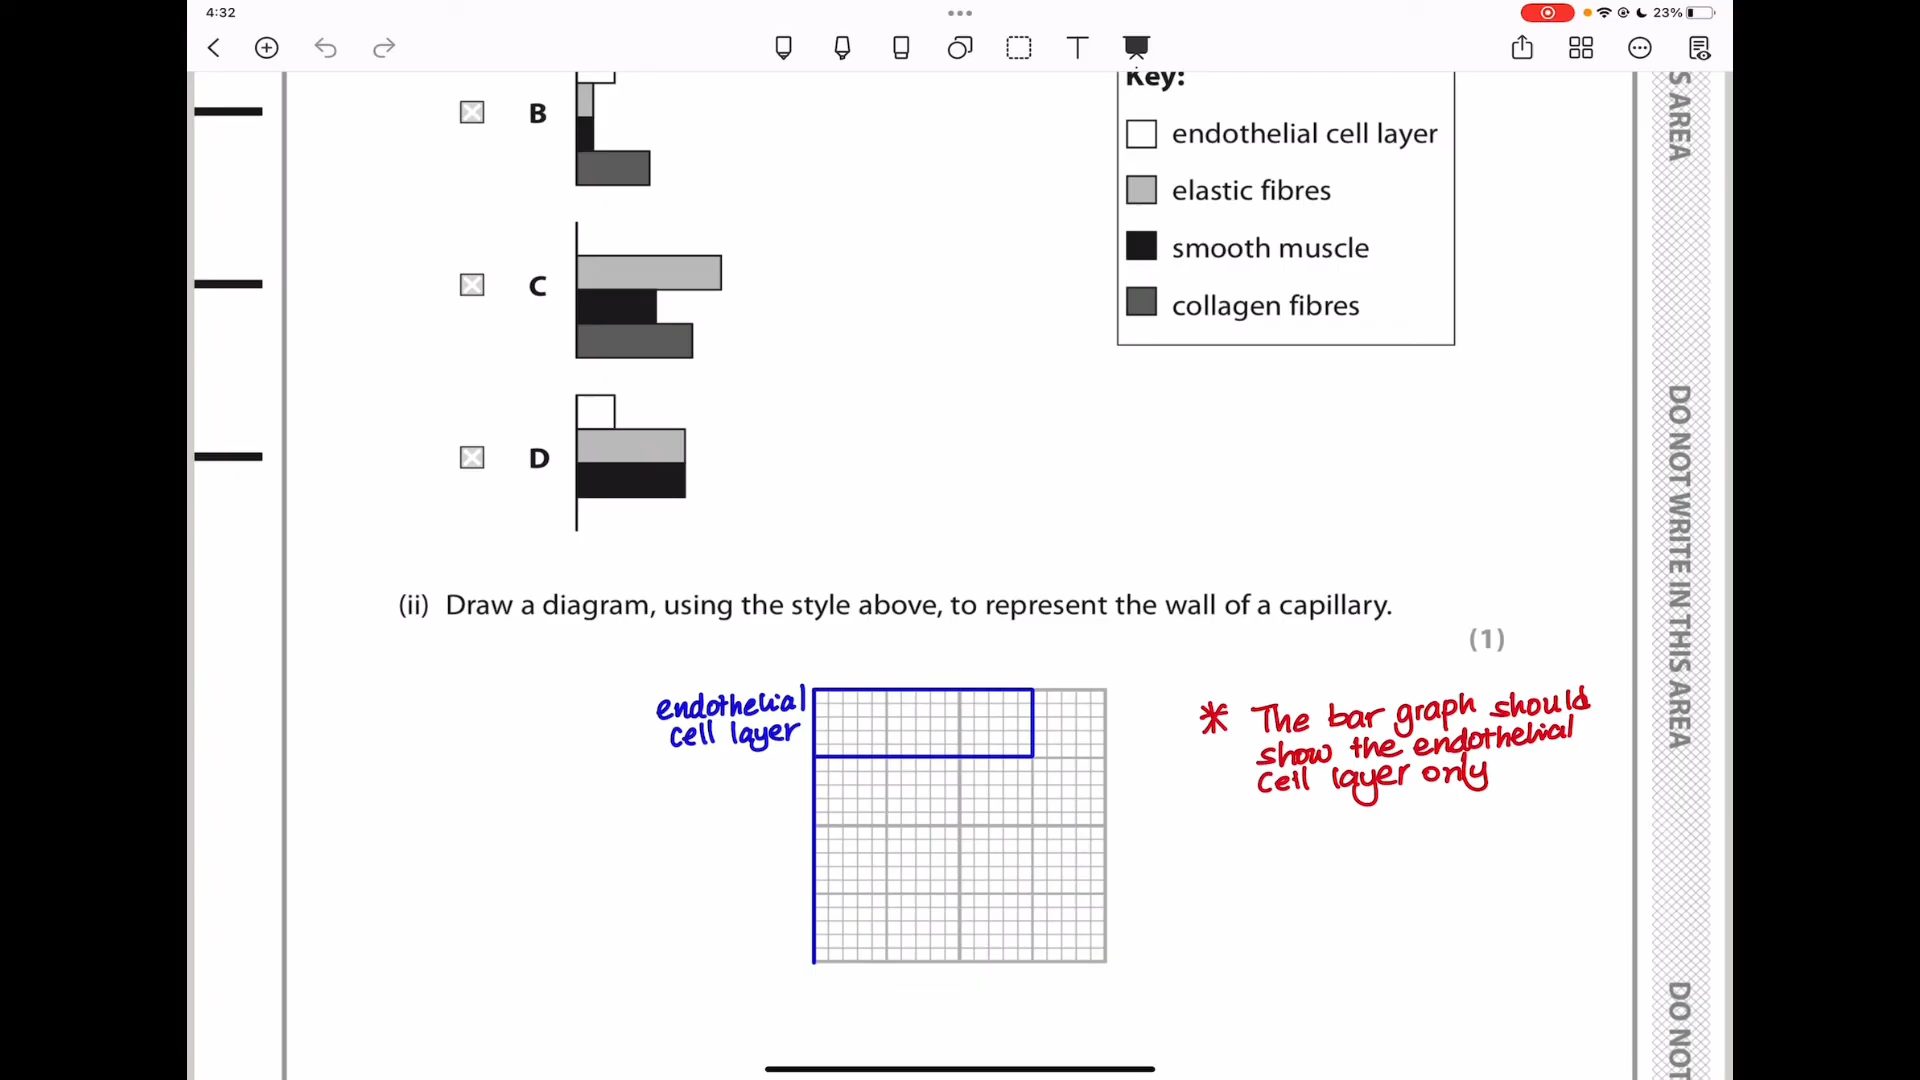 4:32
23%
Key:
B
endothelial cell layer
elastic fibres
smooth muscle
collagen fibres
C
D
(ii) Draw a diagram, using the style above, to represent the wall of a capillary.
(1)
endothelial
cell layer
* The bar graph should
show the endothelial
cell layer only
S AREA
DO NOT WRITE IN THIS AREA
DO NOT